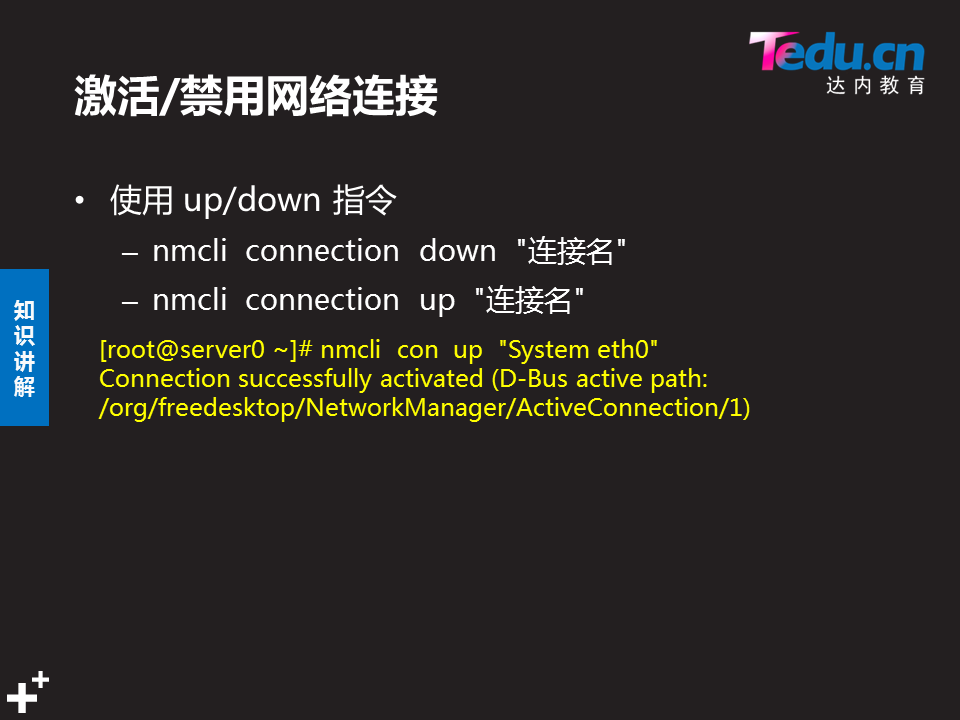 Tedu.cn
达内教育
激活/禁用网络连接
• 使用 up/down 指令
– nmcli connection down "连接名"
– nmcli connection up "连接名"
知识讲解
[root@server0 ~]# nmcli con up "System eth0"
Connection successfully activated (D-Bus active path:
/org/freedesktop/NetworkManager/ActiveConnection/1)